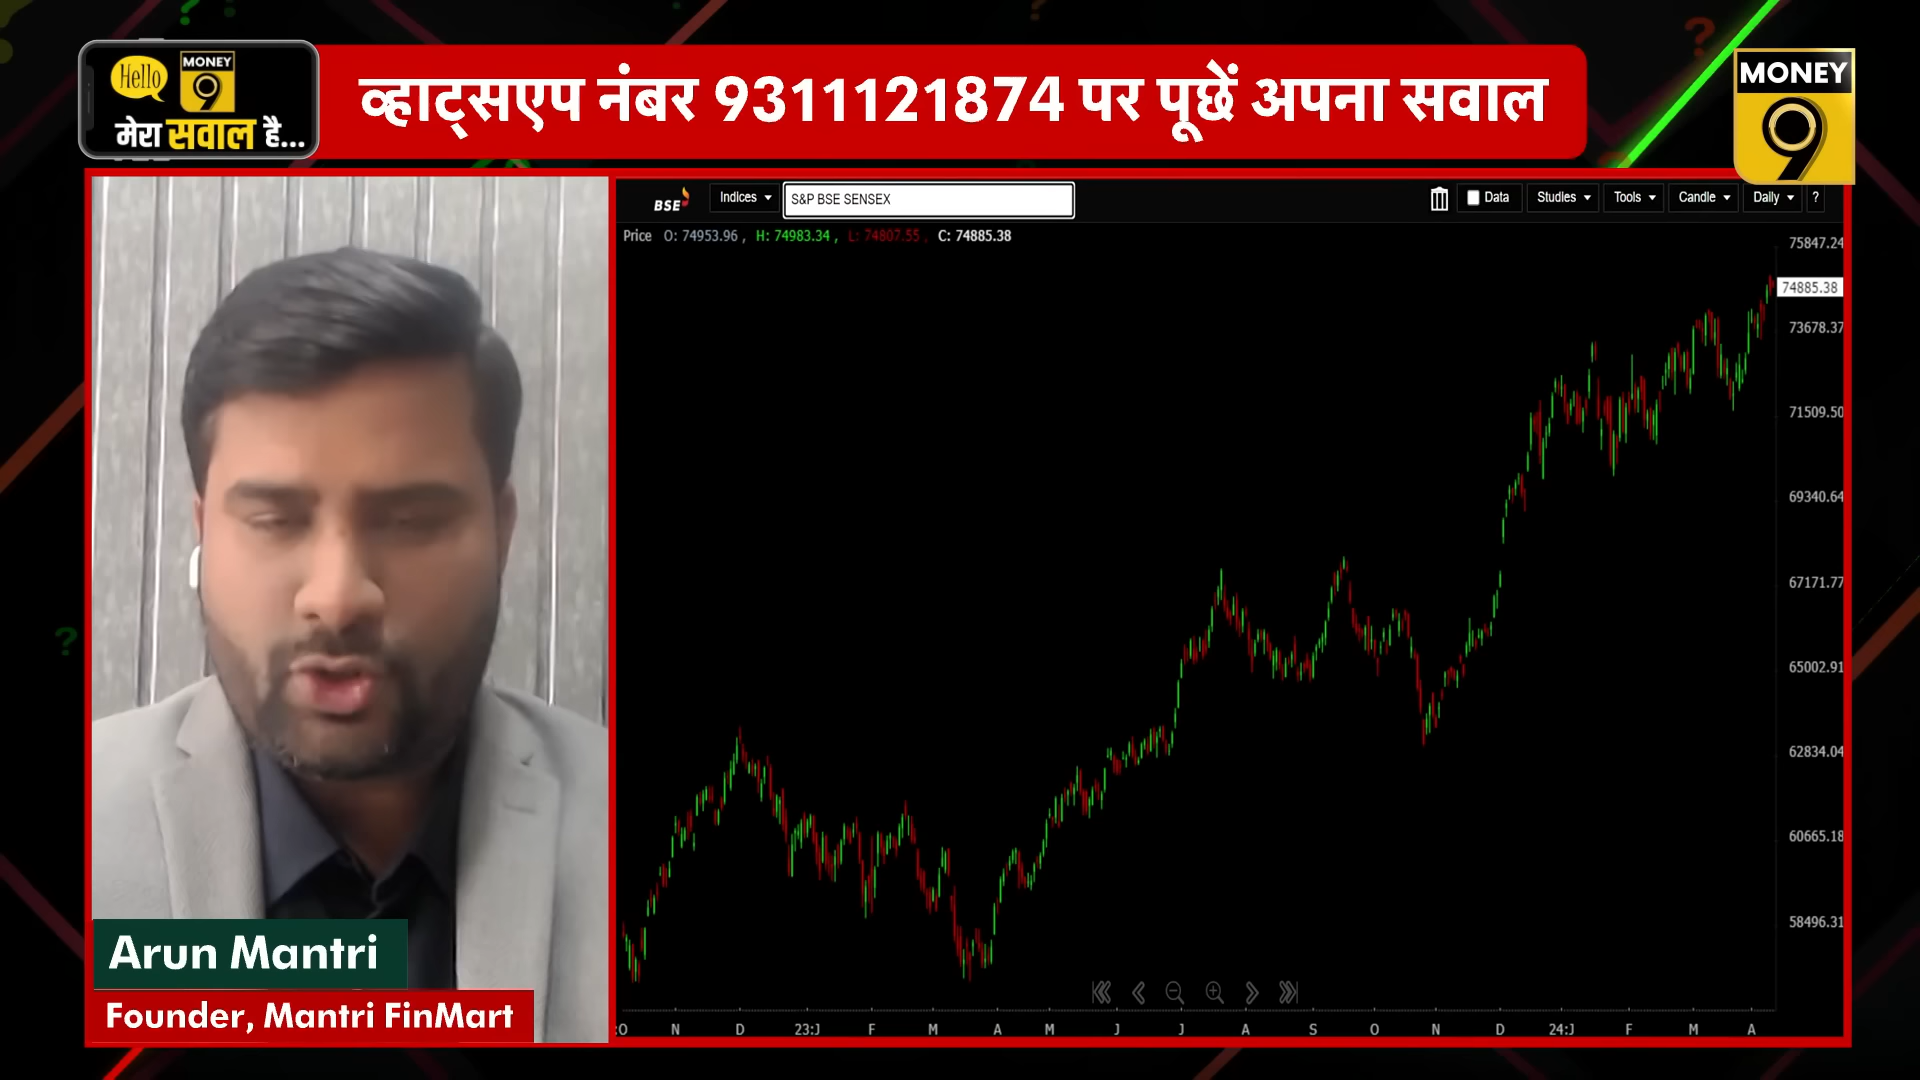 Hello
MONEY
9
मेरा सवाल है...
व्हाट्सएप नंबर 9311121874 पर पूछें अपना सवाल
MONEY
9
BSE
Indices
S&P BSE SENSEX
Data
Studies
Tools
Candle
Daily
?
Price O: 74953.96 , H: 74983.34 , L: 74807.55 , C: 74885.38
75847.24
74885.38
73678.37
71509.50
69340.64
67171.77
65002.91
62834.04
60665.18
58496.31
:O N D 23:J F M A M J J A S O N D 24:J F M A
Arun Mantri
Founder, Mantri FinMart